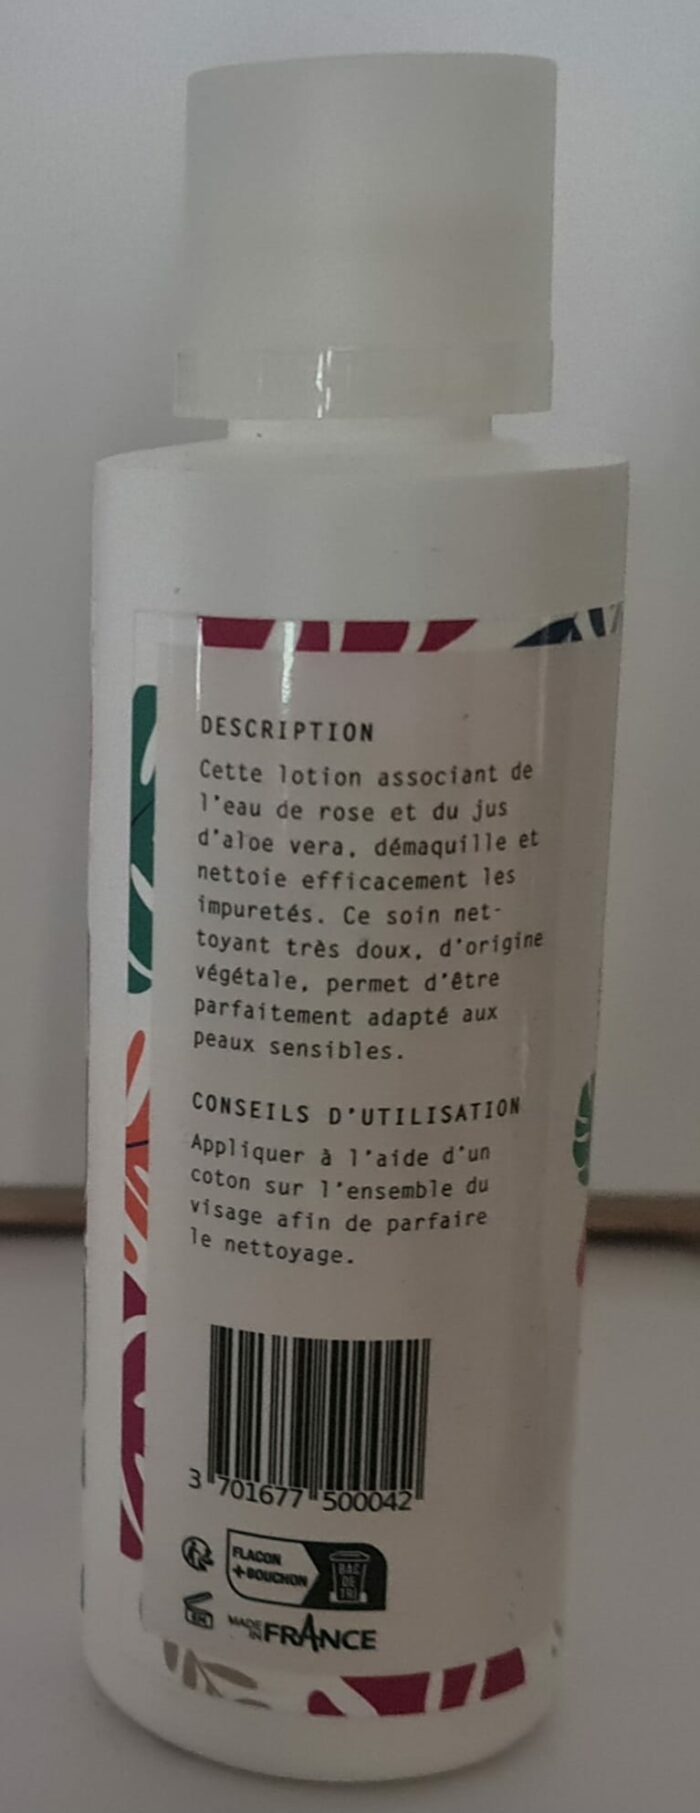 DESCRIPTION
Cette lotion associant de
l'eau de rose et du jus
d'aloe vera, démaquille et
nettoie efficacement les
impuretés. Ce soin net-
toyant très doux, d'origine
végétale, permet d'être
parfaitement adapté aux
peaux sensibles.
CONSEILS D'UTILISATION
Appliquer à l'aide d'un
coton sur l'ensemble du
visage afin de parfaire
le nettoyage.
3 701677 500042
FLACON
+BOUCHON
BAC
DE
TRI
MADE
IN FRANCE